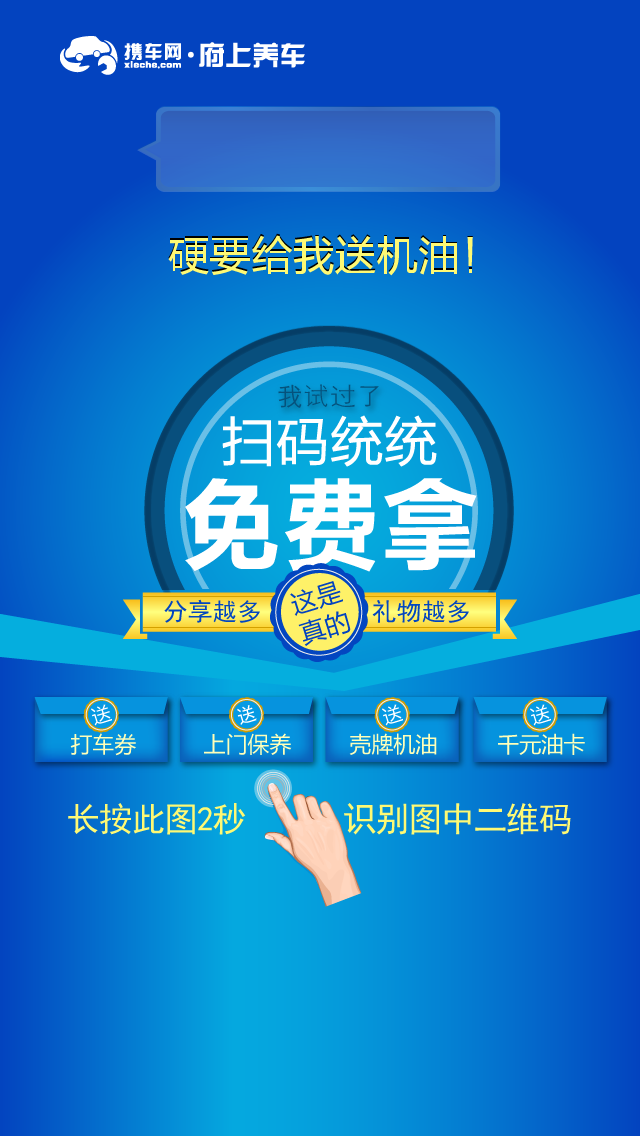 携车网·府上养车
xieche.com
硬要给我送机油！
我试过了
扫码统统
免费拿
分享越多
这是
真的
礼物越多
送 送 送 送
打车券 上门保养 壳牌机油 千元油卡
长按此图2秒 识别图中二维码